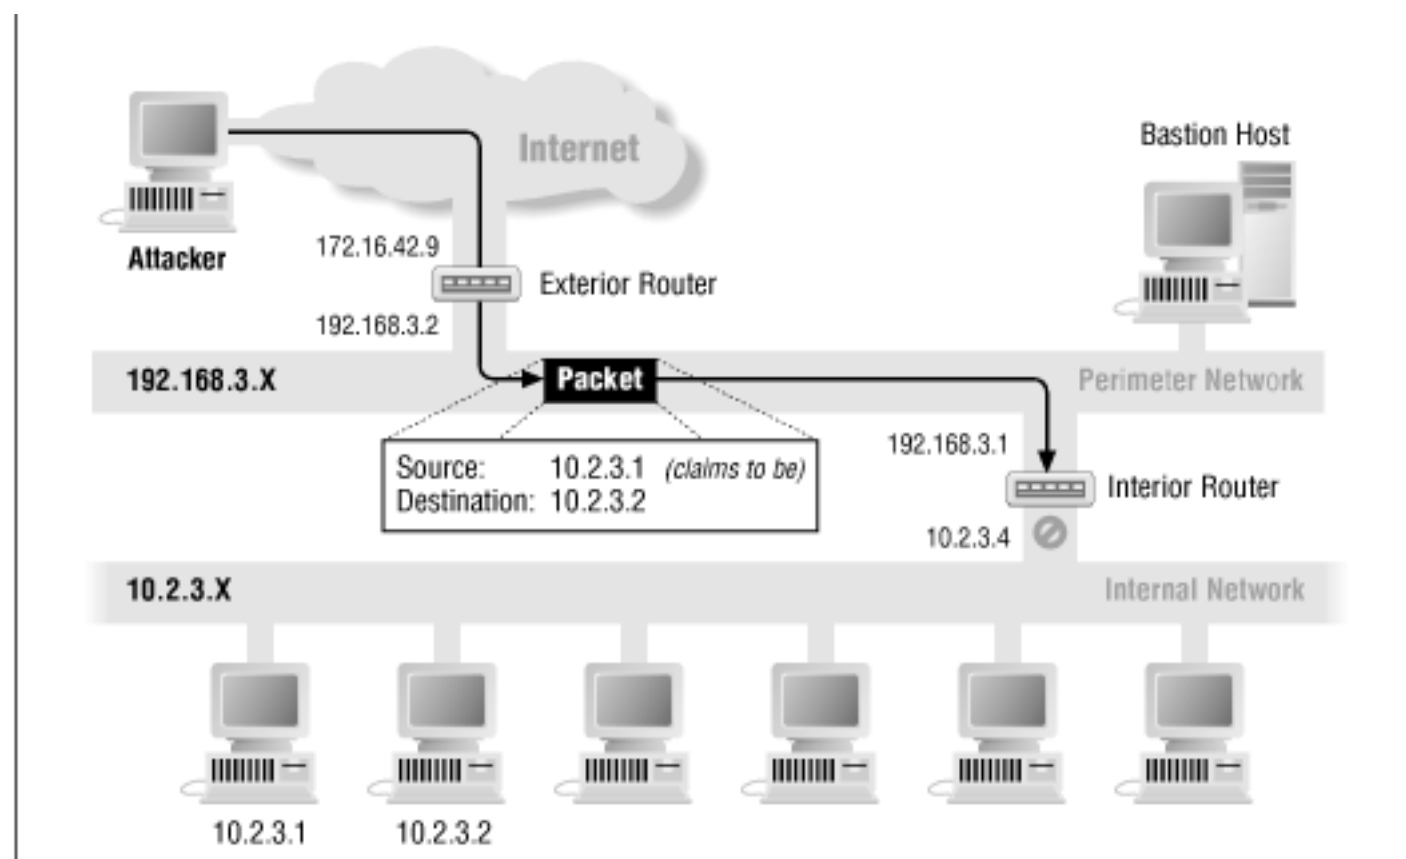 Internet
Bastion Host
Attacker
172.16.42.9
Exterior Router
192.168.3.2
192.168.3.X
Packet
Perimeter Network
Source: 10.2.3.1 (claims to be)
Destination: 10.2.3.2
192.168.3.1
Interior Router
10.2.3.4
10.2.3.X
Internal Network
10.2.3.1
10.2.3.2